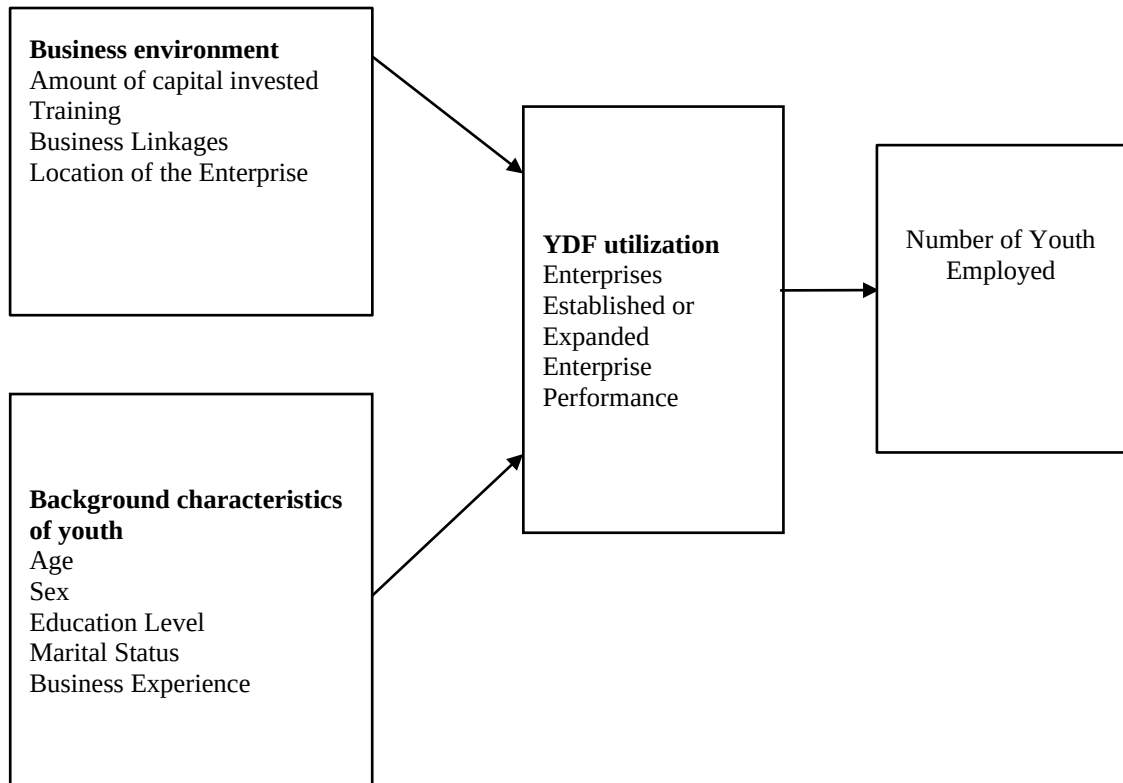 Business environment
Amount of capital invested
Training
Business Linkages
Location of the Enterprise
YDF utilization
Enterprises
Established or
Expanded
Enterprise
Performance
Number of Youth
Employed
Background characteristics
of youth
Age
Sex
Education Level
Marital Status
Business Experience